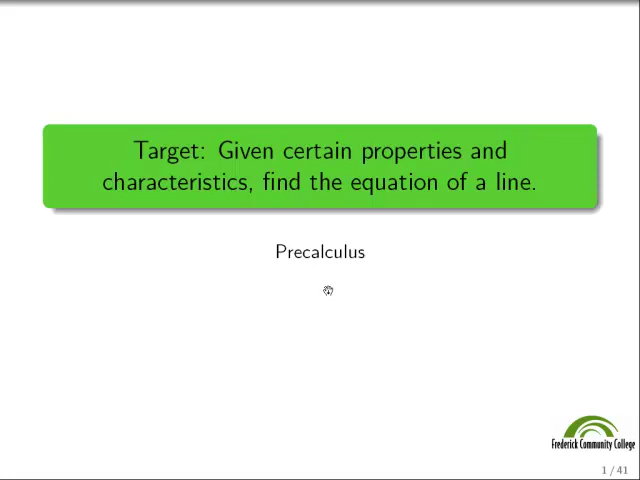 Target: Given certain properties and
characteristics, find the equation of a line.
Precalculus
Frederick Community College
1 / 41